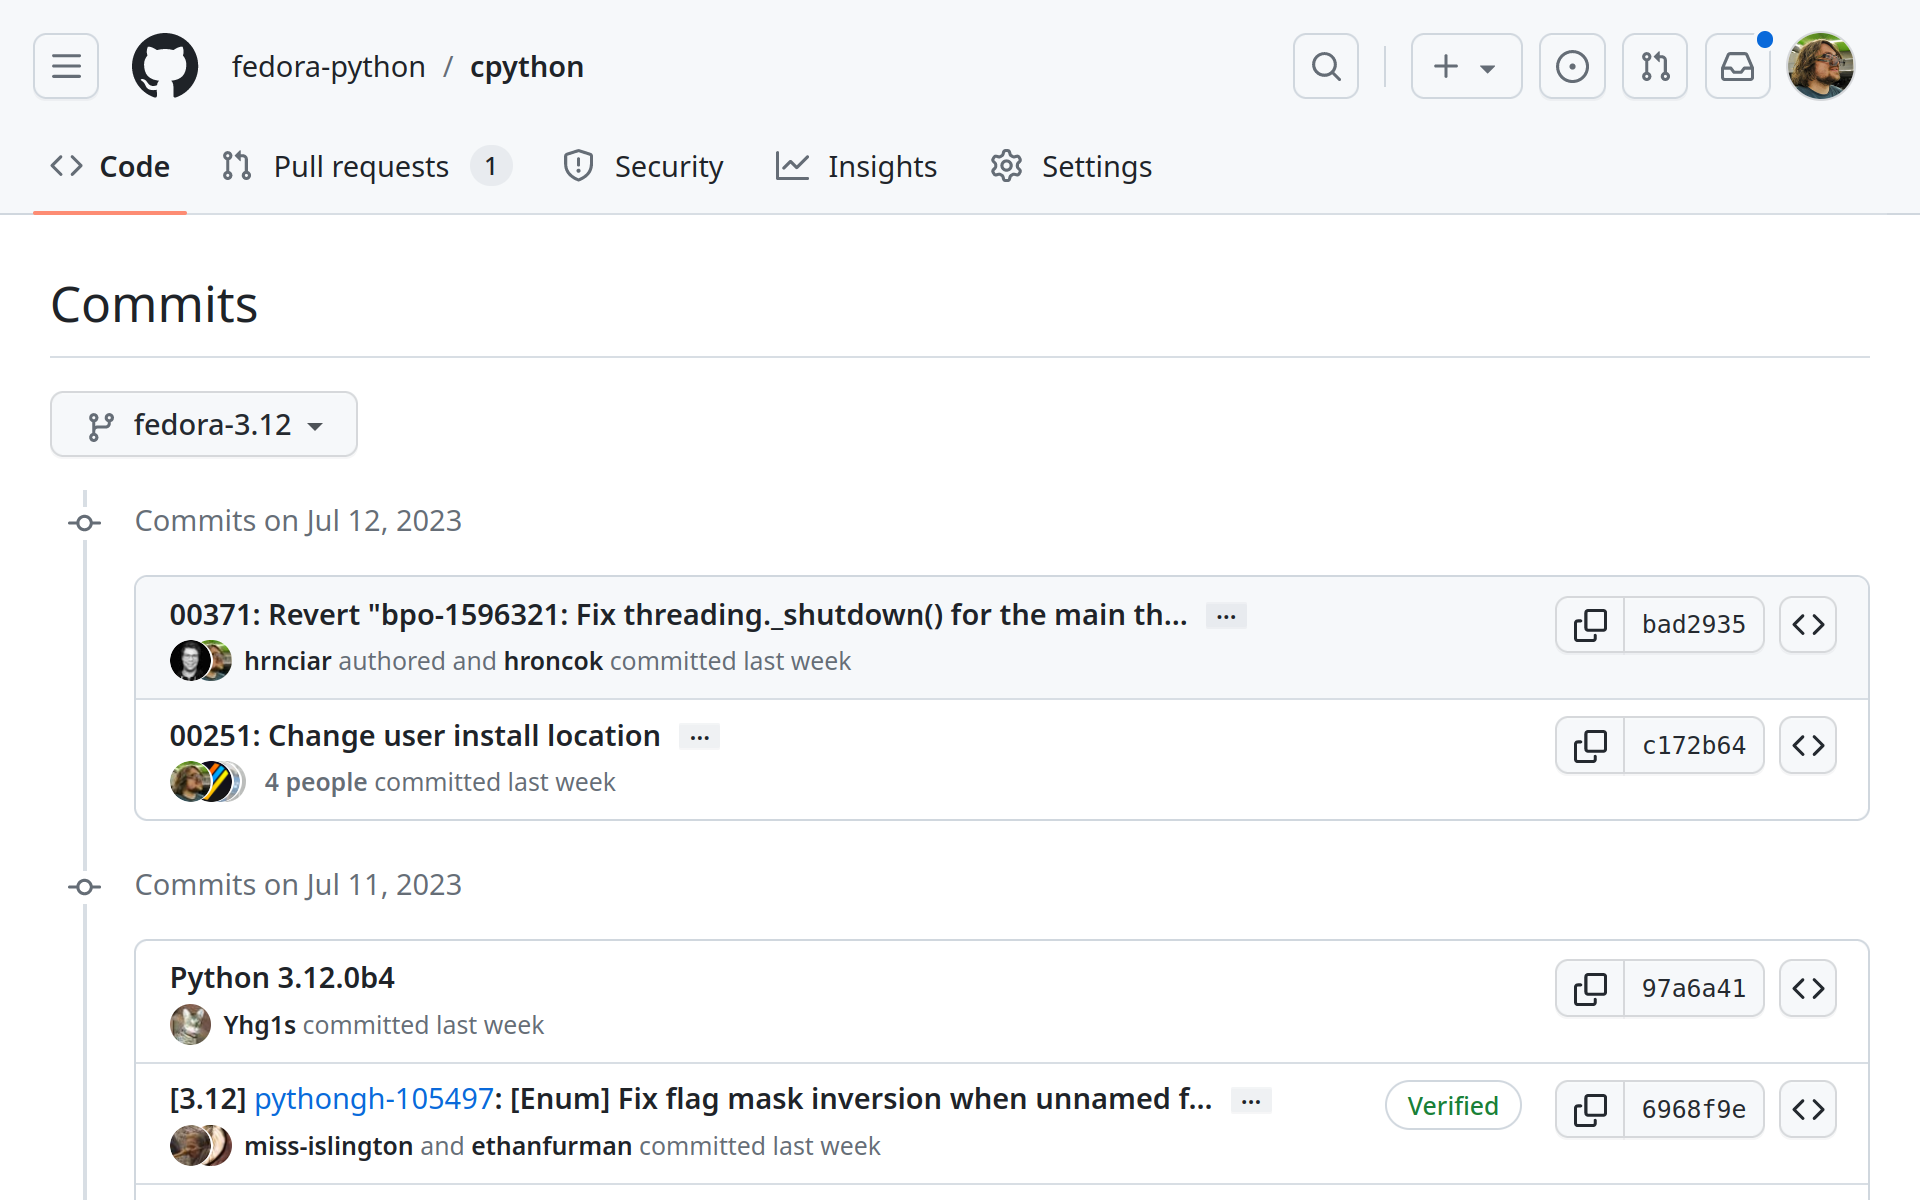 fedora-python / cpython
Code Pull requests 1 Security Insights Settings
Commits
fedora-3.12
Commits on Jul 12, 2023
00371: Revert "bpo-1596321: Fix threading._shutdown() for the main th... ...
bad2935
hrnciar authored and hroncok committed last week
00251: Change user install location ...
c172b64
4 people committed last week
Commits on Jul 11, 2023
Python 3.12.0b4
97a6a41
Yhg1s committed last week
[3.12] pythongh-105497: [Enum] Fix flag mask inversion when unnamed f... ...
Verified
6968f9e
miss-islington and ethanfurman committed last week